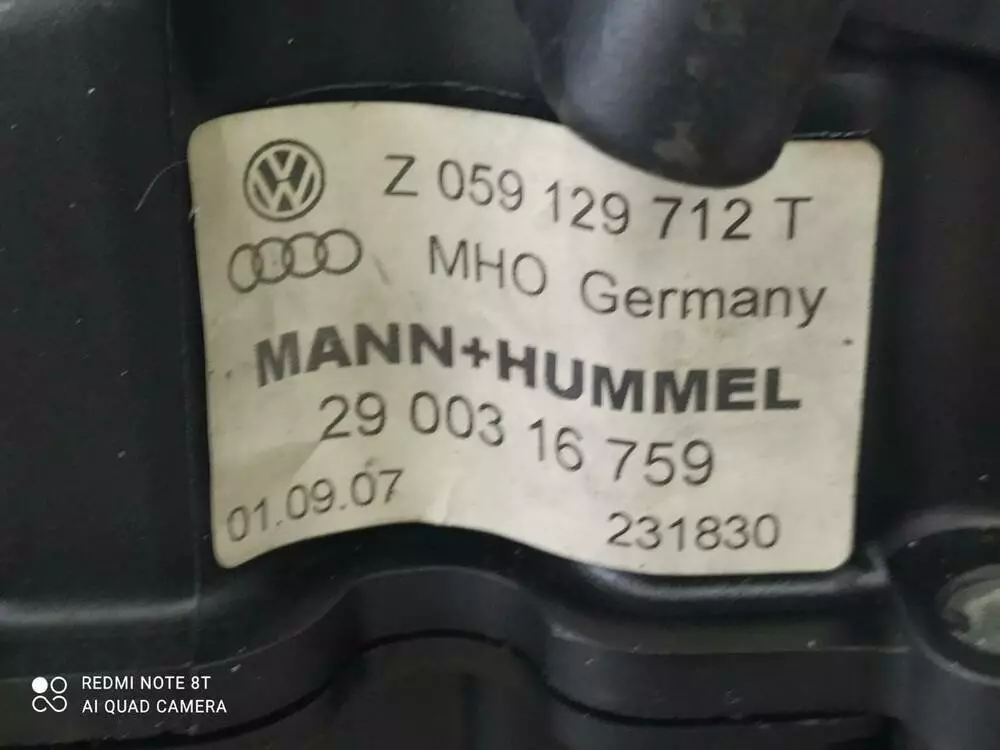 Z 059 129 712 T
MHO Germany
MANN+HUMMEL
29 003 16 759
01.09.07
231830
REDMI NOTE 8T
AI QUAD CAMERA